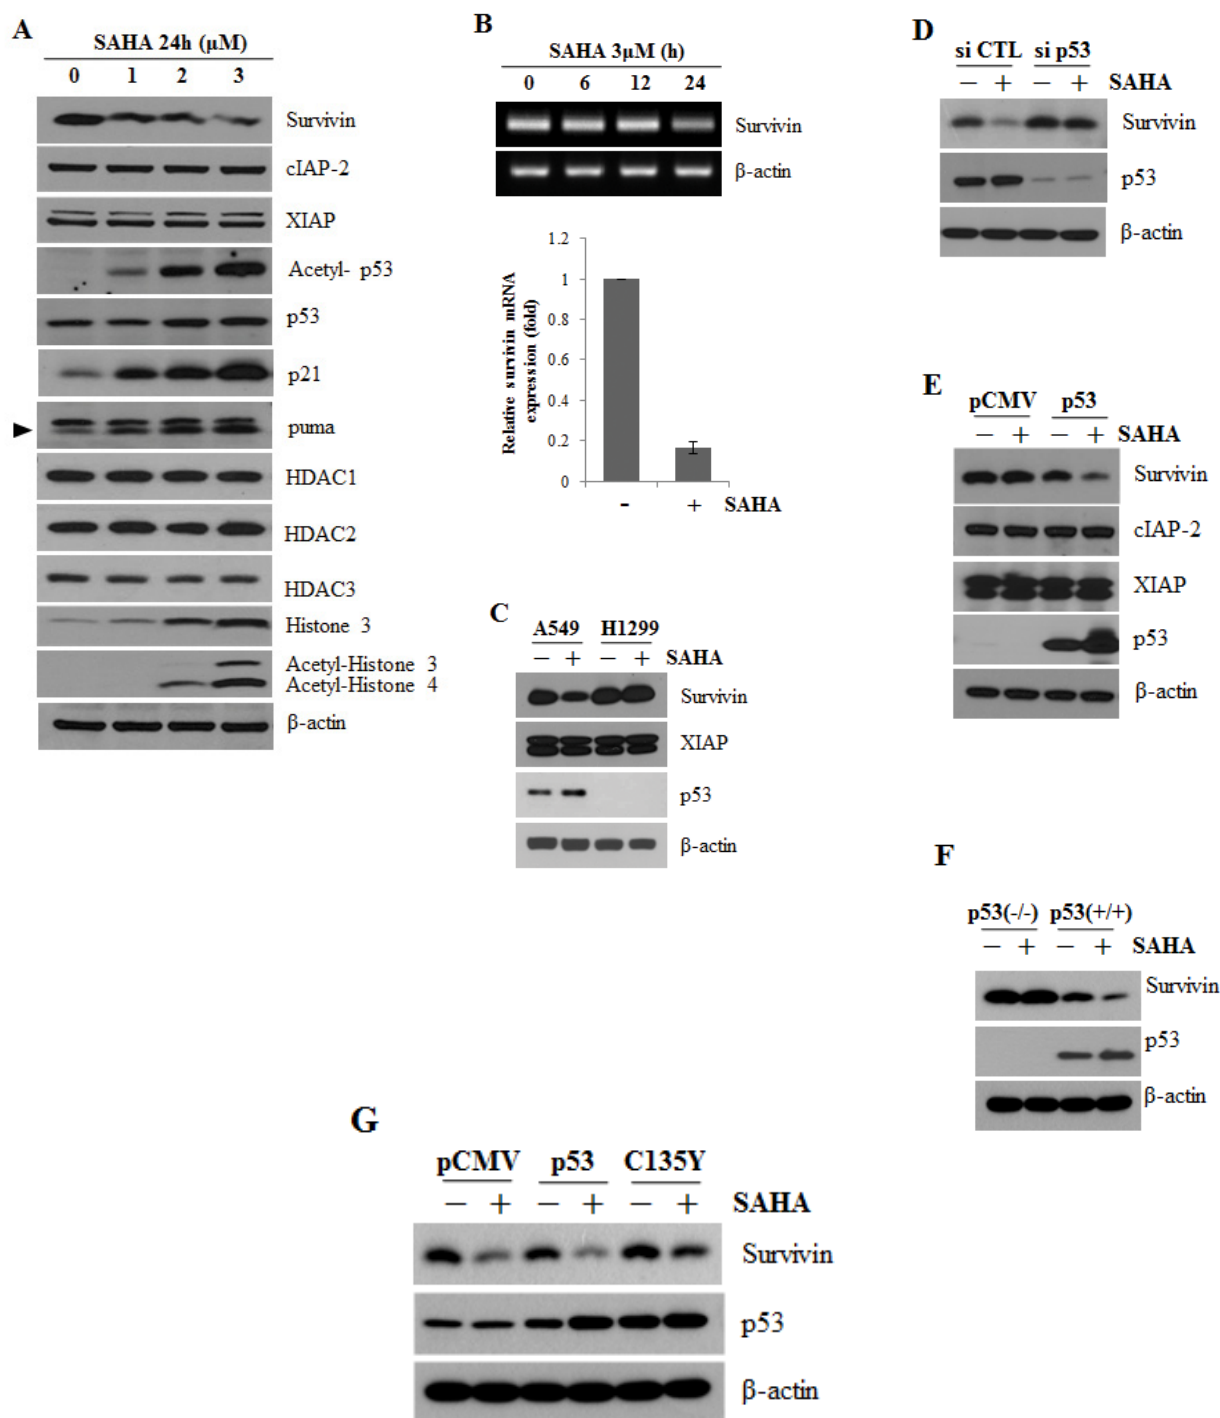 A
SAHA 24h (μM)
0 1 2 3
Survivin
cIAP-2
XIAP
Acetyl- p53
p53
p21
puma
HDAC1
HDAC2
HDAC3
Histone 3
Acetyl-Histone 3
Acetyl-Histone 4
β-actin
B
SAHA 3μM (h)
0 6 12 24
Survivin
β-actin
Relative survivin mRNA
expression (fold)
1.2
1
0.8
0.6
0.4
0.2
0
- + SAHA
C
A549 H1299
− + − + SAHA
Survivin
XIAP
p53
β-actin
D
si CTL si p53
− + − + SAHA
Survivin
p53
β-actin
E
pCMV p53
− + − + SAHA
Survivin
cIAP-2
XIAP
p53
β-actin
F
p53(-/-) p53(+/+)
− + − + SAHA
Survivin
p53
β-actin
G
pCMV p53 C135Y
− + − + − + SAHA
Survivin
p53
β-actin